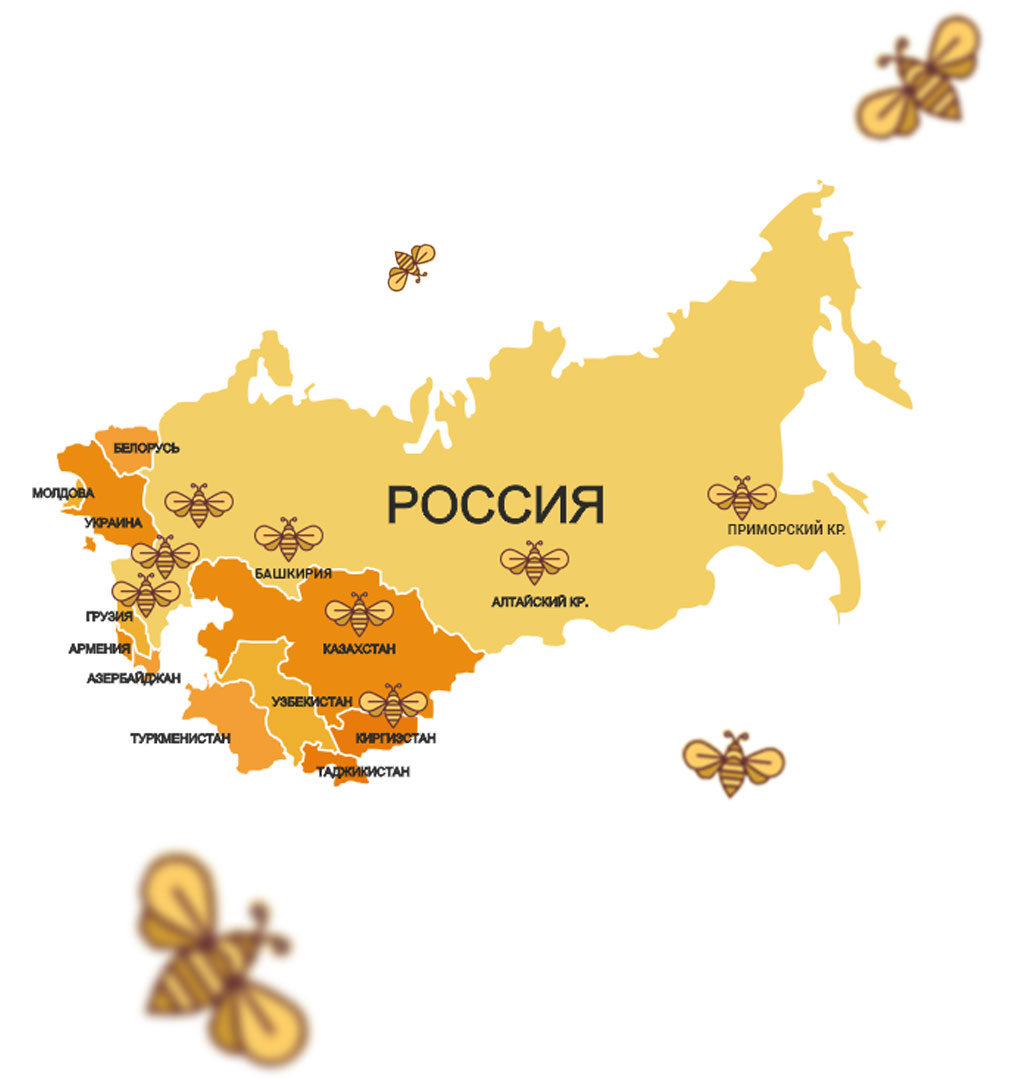 БЕЛОРУСЬ
МОЛДОВА
УКРАИНА
РОССИЯ
ПРИМОРСКИЙ КР.
БАШКИРИЯ
АЛТАЙСКИЙ КР.
ГРУЗИЯ
АРМЕНИЯ
КАЗАХСТАН
АЗЕРБАЙДЖАН
УЗБЕКИСТАН
ТУРКМЕНИСТАН
КИРГИЗСТАН
ТАДЖИКИСТАН